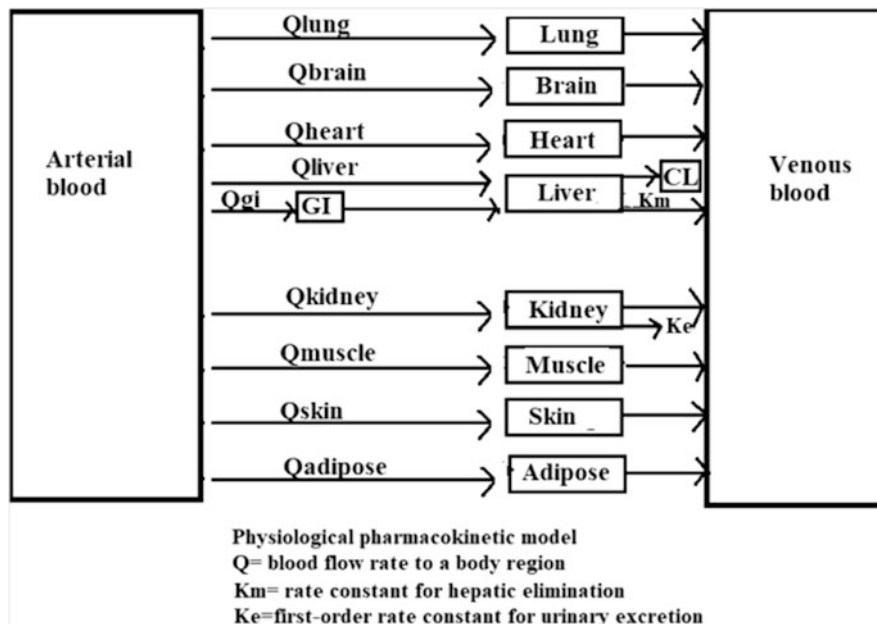 Arterial
blood
Qlung
Lung
Qbrain
Brain
Qheart
Heart
Qliver
Liver
CL
Km
Qgi
GI
Qkidney
Kidney
Ke
Qmuscle
Muscle
Qskin
Skin
Qadipose
Adipose
Venous
blood
Physiological pharmacokinetic model
Q= blood flow rate to a body region
Km= rate constant for hepatic elimination
Ke=first-order rate constant for urinary excretion